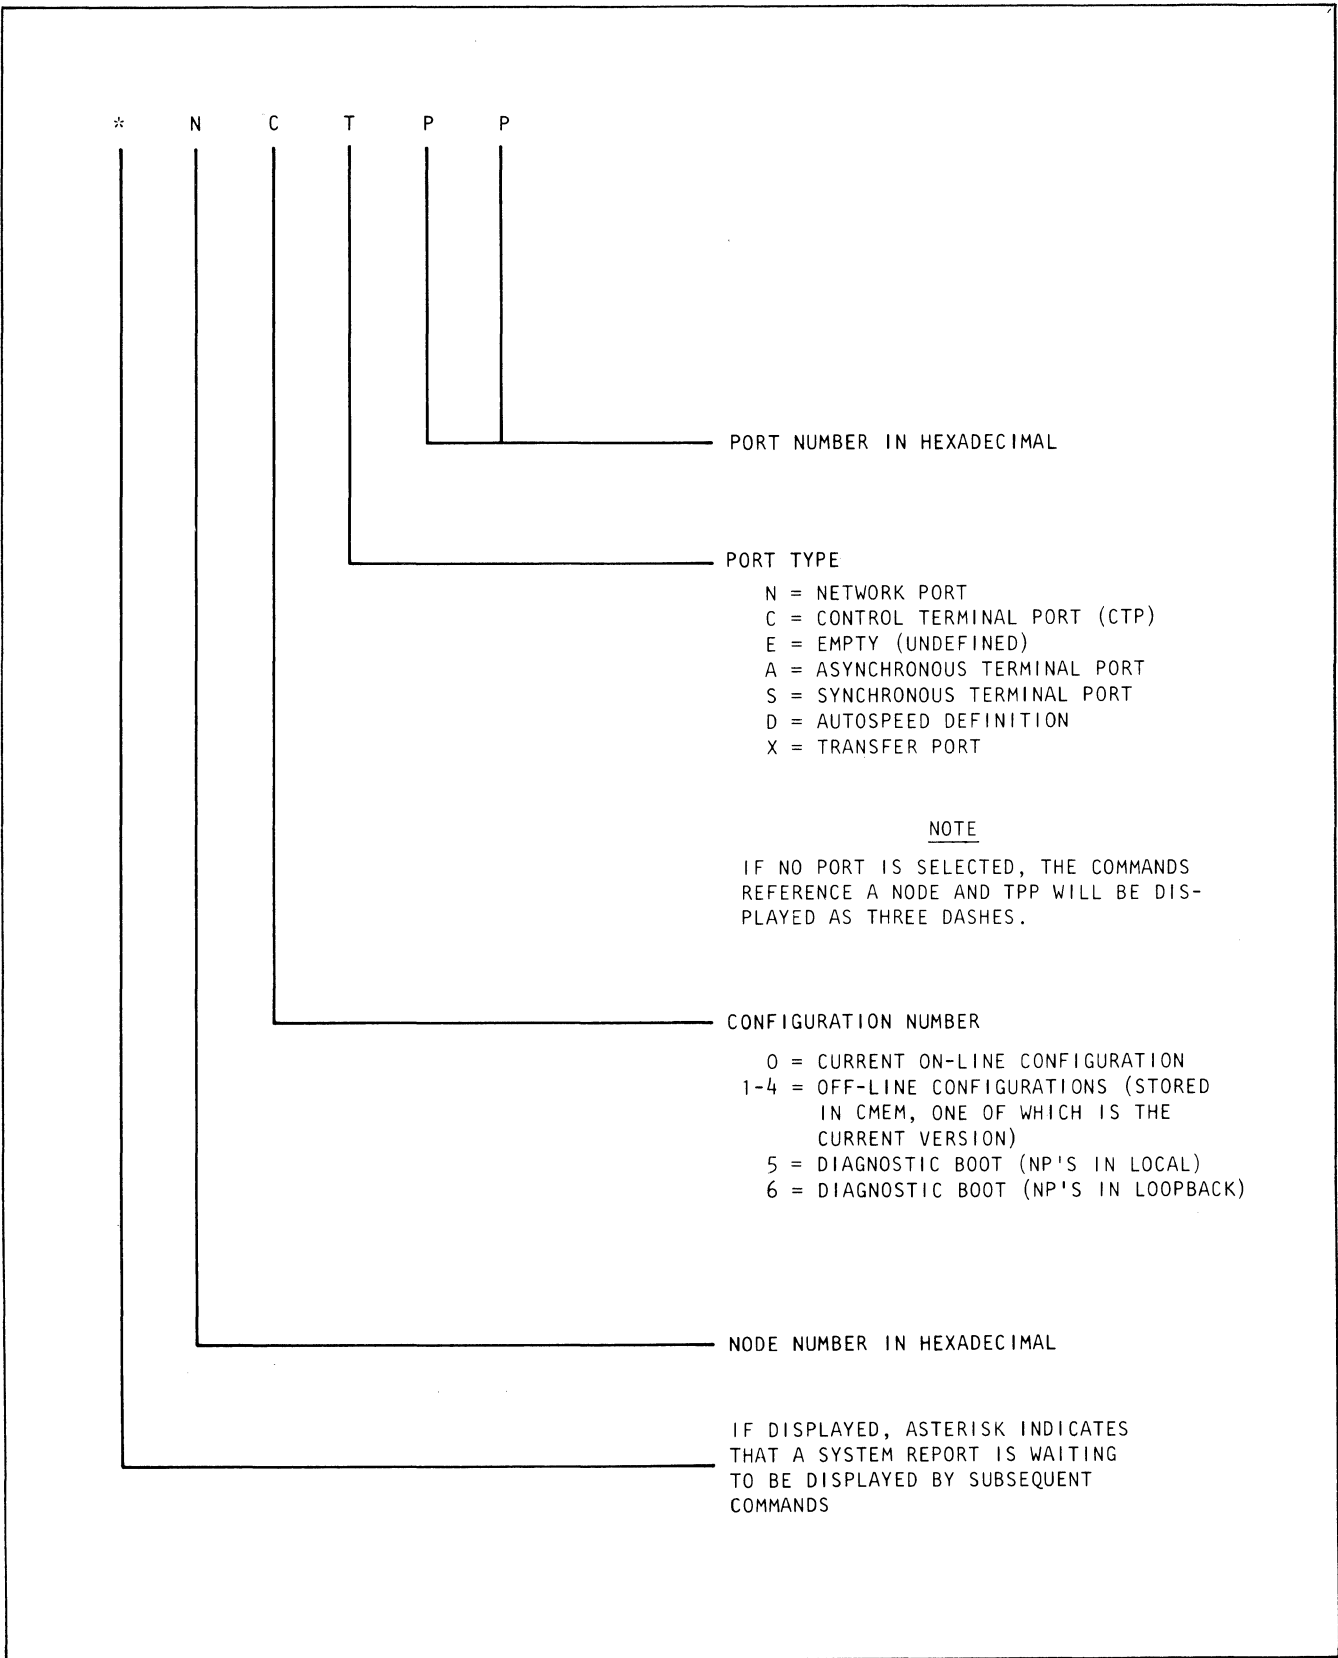 * N C T P P
PORT NUMBER IN HEXADECIMAL
PORT TYPE
N = NETWORK PORT
C = CONTROL TERMINAL PORT (CTP)
E = EMPTY (UNDEFINED)
A = ASYNCHRONOUS TERMINAL PORT
S = SYNCHRONOUS TERMINAL PORT
D = AUTOSPEED DEFINITION
X = TRANSFER PORT
NOTE
IF NO PORT IS SELECTED, THE COMMANDS
REFERENCE A NODE AND TPP WILL BE DIS-
PLAYED AS THREE DASHES.
CONFIGURATION NUMBER
0 = CURRENT ON-LINE CONFIGURATION
1-4 = OFF-LINE CONFIGURATIONS (STORED
IN CMEM, ONE OF WHICH IS THE
CURRENT VERSION)
5 = DIAGNOSTIC BOOT (NP'S IN LOCAL)
6 = DIAGNOSTIC BOOT (NP'S IN LOOPBACK)
NODE NUMBER IN HEXADECIMAL
IF DISPLAYED, ASTERISK INDICATES
THAT A SYSTEM REPORT IS WAITING
TO BE DISPLAYED BY SUBSEQUENT
COMMANDS